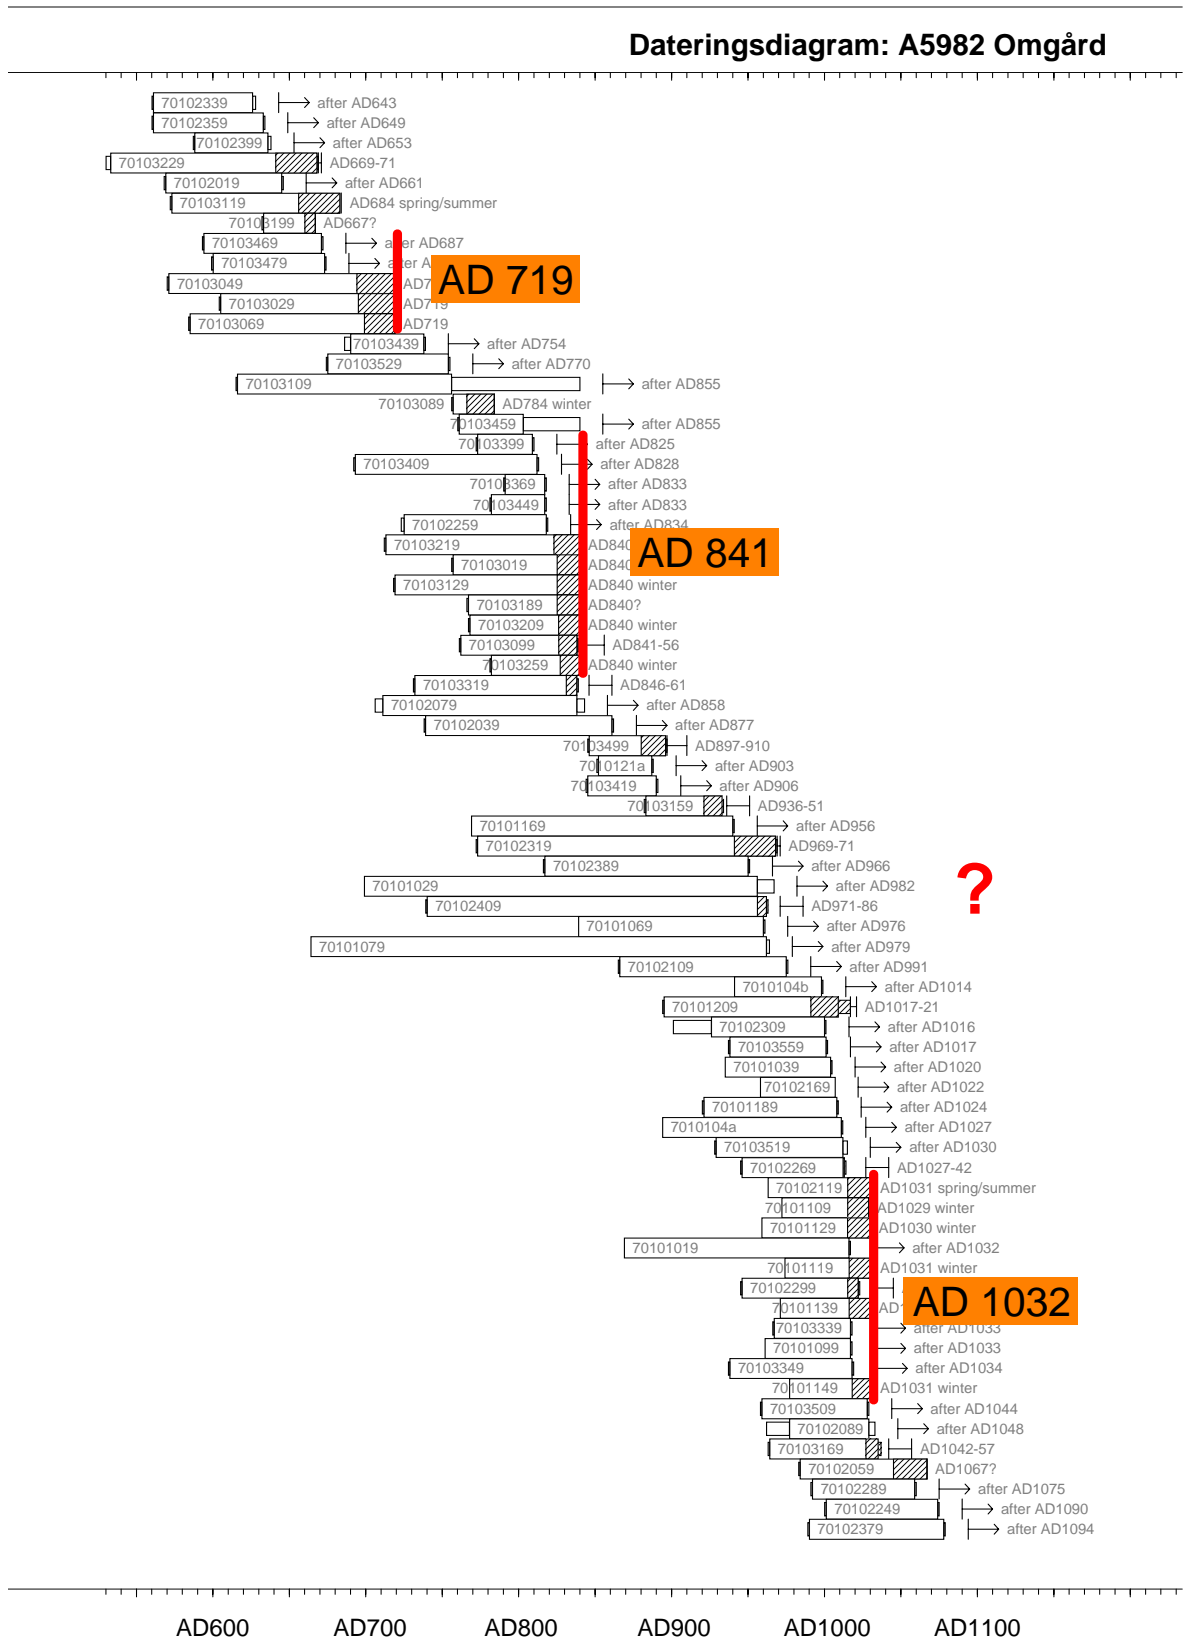 Dateringsdiagram: A5982 Omgård
70102339 after AD643
70102359 after AD649
70102399 after AD653
70103229 AD669-71
70102019 after AD661
70103119 AD684 spring/summer
70103199 AD667?
70103469 after AD687
70103479 after
AD 719
70103049
70103029 AD719
70103069 AD719
70103439 after AD754
70103529 after AD770
70103109 after AD855
70103089 AD784 winter
70103459 after AD855
70103399 after AD825
70103409 after AD828
70103369 after AD833
70103449 after AD833
70102259 after AD834
70103219 AD840
AD 841
70103019 AD840
70103129 AD840 winter
70103189 AD840?
70103209 AD840 winter
70103099 AD841-56
70103259 AD840 winter
70103319 AD846-61
70102079 after AD858
70102039 after AD877
70103499 AD897-910
7010121a after AD903
70103419 after AD906
70103159 AD936-51
70101169 after AD956
70102319 AD969-71
70102389 after AD966
70101029 after AD982
?
70102409 AD971-86
70101069 after AD976
70101079 after AD979
70102109 after AD991
7010104b after AD1014
70101209 AD1017-21
70102309 after AD1016
70103559 after AD1017
70101039 after AD1020
70102169 after AD1022
70101189 after AD1024
7010104a after AD1027
70103519 after AD1030
70102269 AD1027-42
70102119 AD1031 spring/summer
70101109 AD1029 winter
70101129 AD1030 winter
70101019 after AD1032
70101119 AD1031 winter
70102299
AD 1032
70101139
70103339 after AD1033
70101099 after AD1033
70103349 after AD1034
70101149 AD1031 winter
70103509 after AD1044
70102089 after AD1048
70103169 AD1042-57
70102059 AD1067?
70102289 after AD1075
70102249 after AD1090
70102379 after AD1094
AD600 AD700 AD800 AD900 AD1000 AD1100